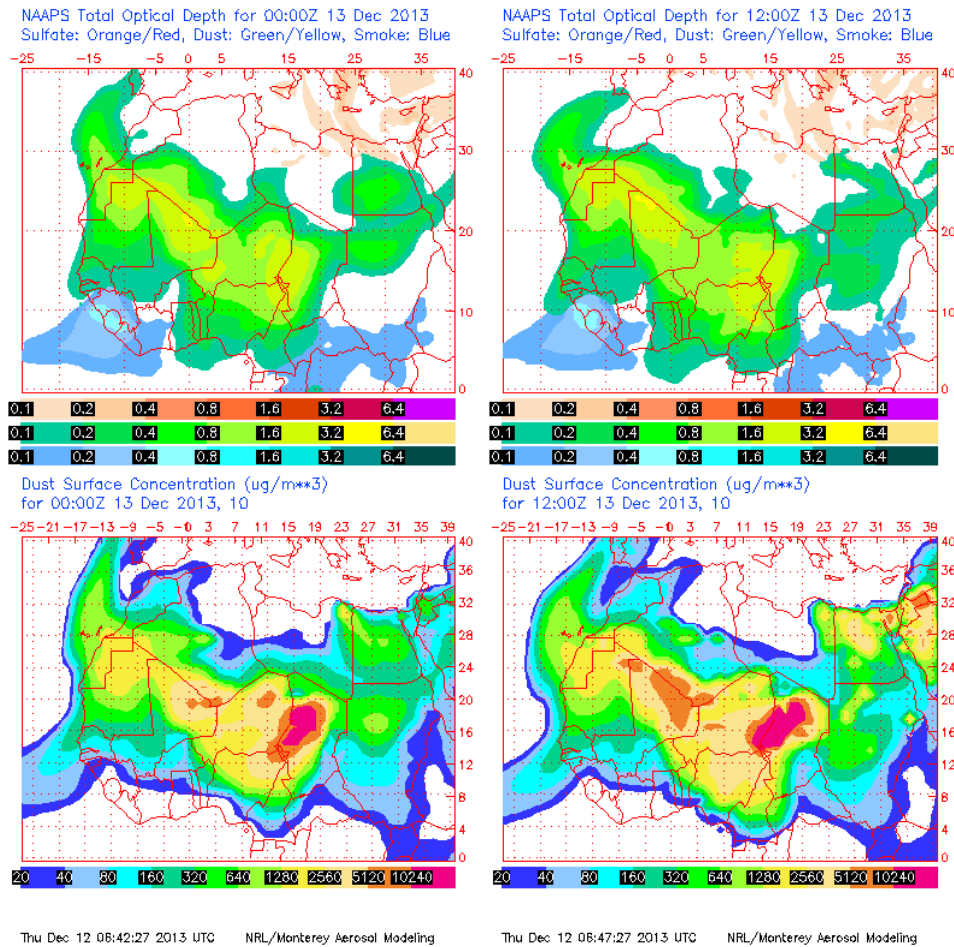 NAAPS Total Optical Depth for 00:00Z 13 Dec 2013
Sulfate: Orange/Red, Dust: Green/Yellow, Smoke: Blue
-25 -15 -5 0 5 15 25 35
40
30
20
10
0
0.1 0.2 0.4 0.8 1.6 3.2 6.4
0.1 0.2 0.4 0.8 1.6 3.2 6.4
0.1 0.2 0.4 0.8 1.6 3.2 6.4
NAAPS Total Optical Depth for 12:00Z 13 Dec 2013
Sulfate: Orange/Red, Dust: Green/Yellow, Smoke: Blue
-25 -15 -5 0 5 15 25 35
40
30
20
10
0
0.1 0.2 0.4 0.8 1.6 3.2 6.4
0.1 0.2 0.4 0.8 1.6 3.2 6.4
0.1 0.2 0.4 0.8 1.6 3.2 6.4
Dust Surface Concentration (ug/m**3)
for 00:00Z 13 Dec 2013, 10
-25 -21 -17 -13 -9 -5 -1 0 3 7 11 15 19 23 27 31 35 39
40
36
32
28
24
20
16
12
8
4
0
20 40 80 160 320 640 1280 2560 5120 10240
Dust Surface Concentration (ug/m**3)
for 12:00Z 13 Dec 2013, 10
-25 -21 -17 -13 -9 -5 -1 0 3 7 11 15 19 23 27 31 35 39
40
36
32
28
24
20
16
12
8
4
0
20 40 80 160 320 640 1280 2560 5120 10240
Thu Dec 12 06:42:27 2013 UTC NRL/Monterey Aerosol Modeling
Thu Dec 12 06:47:27 2013 UTC NRL/Monterey Aerosol Modeling